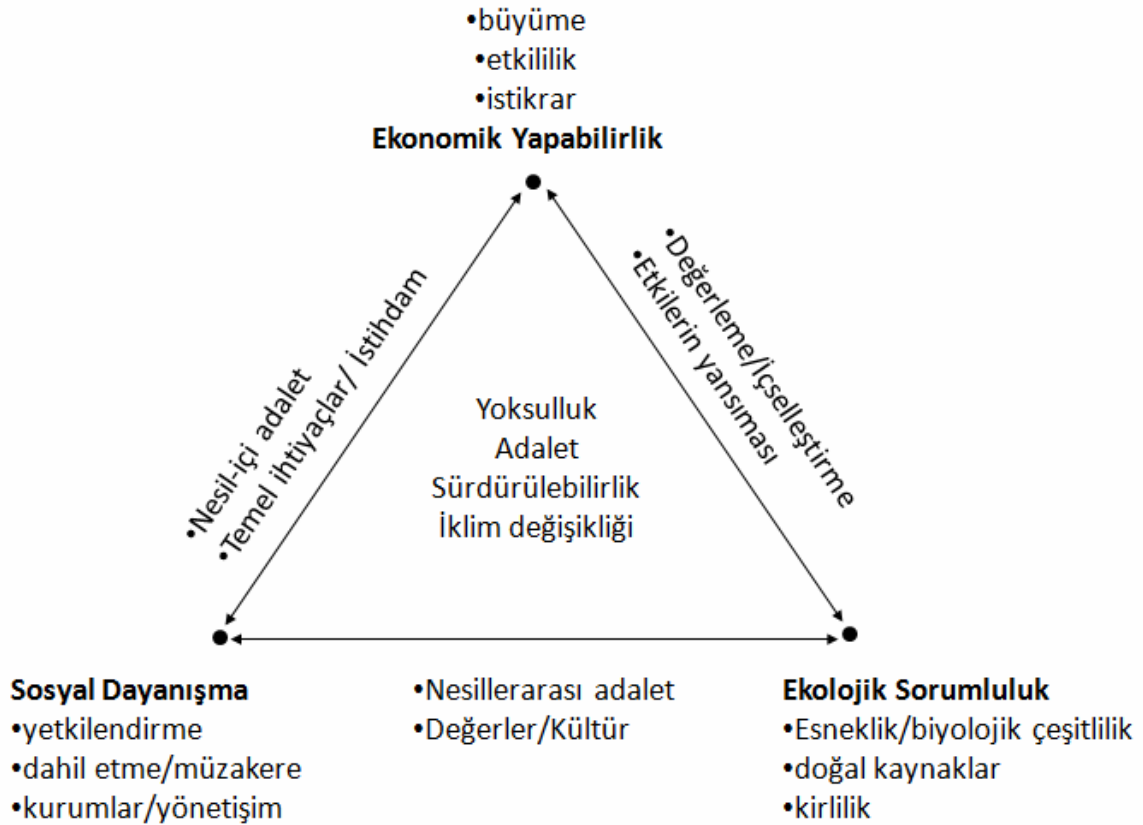 •büyüme
•etkililik
•istikrar
Ekonomik Yapabilirlik
•Nesil-içi adalet
•Temel ihtiyaçlar/ İstihdam
•Değerleme/İçselleştirme
•Etkilerin yansıması
Yoksulluk
Adalet
Sürdürülebilirlik
İklim değişikliği
Sosyal Dayanışma
•yetkilendirme
•dahil etme/müzakere
•kurumlar/yönetişim
•Nesillerarası adalet
•Değerler/Kültür
Ekolojik Sorumluluk
•Esneklik/biyolojik çeşitlilik
•doğal kaynaklar
•kirlilik